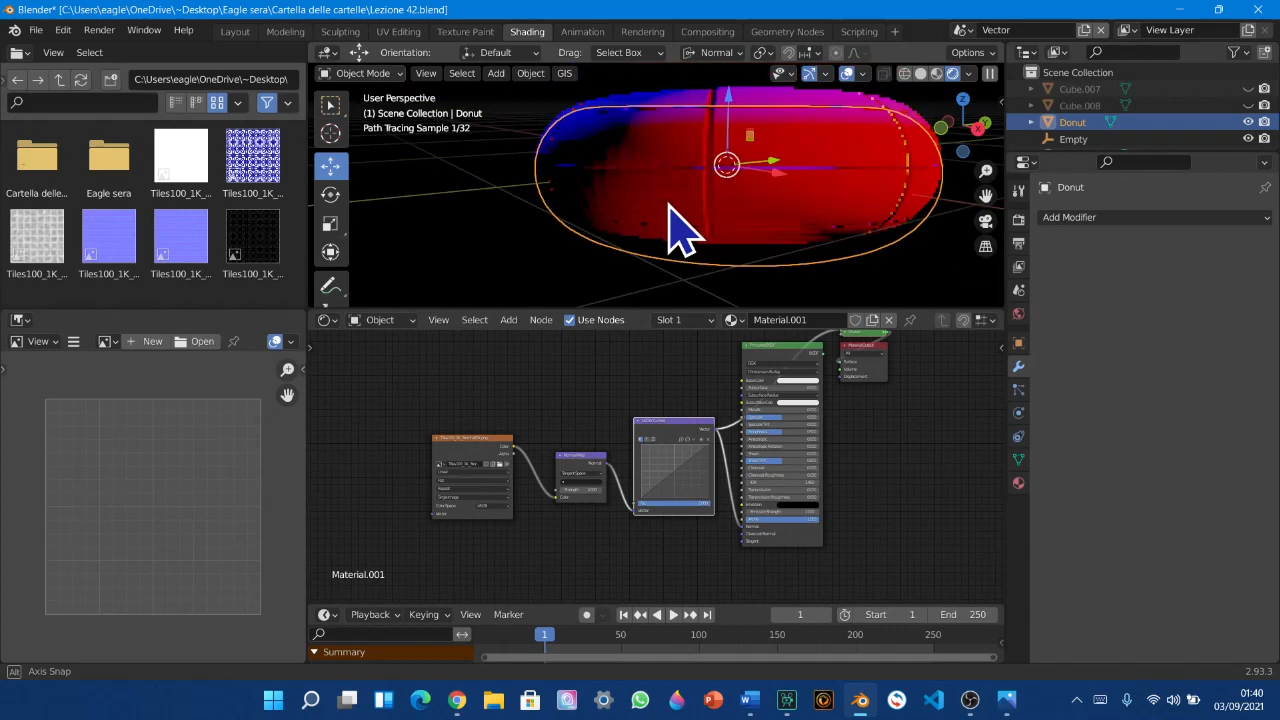 Blender* [C:\Users\eagle\OneDrive\~Desktop\Eagle sera\Cartella delle cartelle\Lezione 42.blend]
File Edit Render Window Help Layout Modeling Sculpting UV Editing Texture Paint Shading Animation Rendering Compositing Geometry Nodes Scripting + Vector View Layer
View Select Orientation: Default Drag: Select Box Normal Options
C:\Users\eagle\OneDrive\~Desktop\
Object Mode View Select Add Object GIS
Scene Collection
Cube.007
Cube.008
Donut
Empty
User Perspective
(1) Scene Collection | Donut
Path Tracing Sample 1/32
Cartella delle... Eagle sera Tiles100_1K_... Tiles100_1K_...
Tiles100_1K_... Tiles100_1K_... Tiles100_1K_... Tiles100_1K_...
Donut
Add Modifier
Object View Select Add Node Use Nodes Slot 1 Material.001
View + New Open
Material.001
Playback Keying View Marker 1 Start 1 End 250
1 50 100 150 200 250
Summary
Alt Axis Snap 2.93.3
01:40
03/09/2021